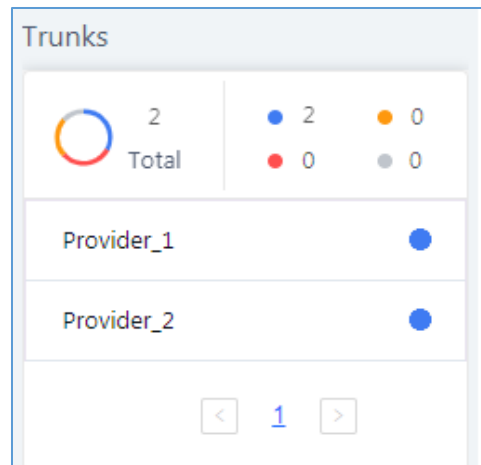 Trunks
2 Total
2 0
0 0
Provider_1
Provider_2
< 1 >